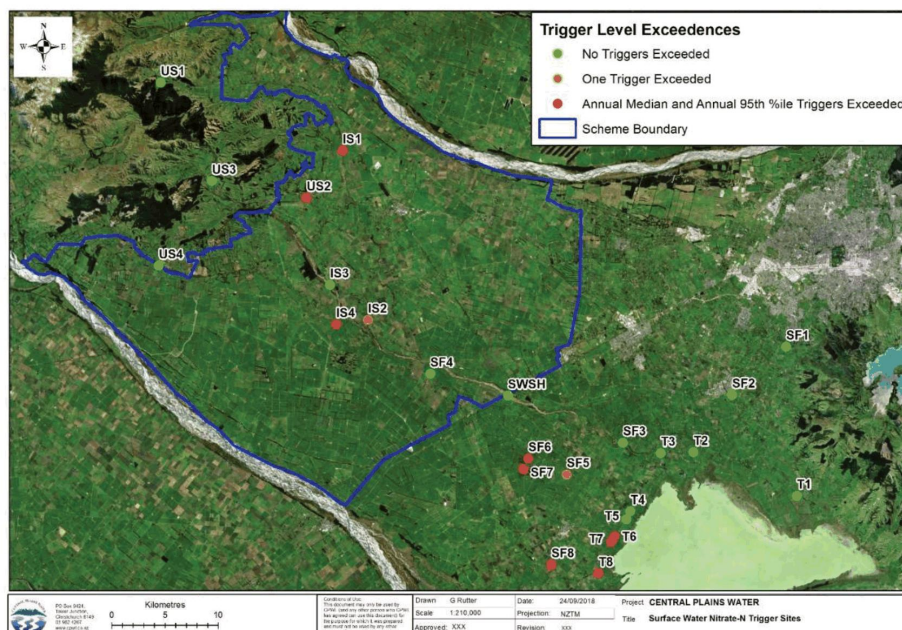 N
W E
S
Trigger Level Exceedences
No Triggers Exceeded
One Trigger Exceeded
Annual Median and Annual 95th %ile Triggers Exceeded
Scheme Boundary
US1
IS1
US3
US2
US4
IS3
IS4
IS2
SF1
SF4
SWSH
SF2
SF3
T3
T2
SF6
SF7
SF5
T1
T4
T5
T7
T6
SF8
T8
Kilometres
0 5 10
Conditions of Use:
Drawn G Rutter
Date: 24/09/2018
Scale 1:210,000
Projection: NZTM
Approved: XXX
Revision XXX
Project CENTRAL PLAINS WATER
Title Surface Water Nitrate-N Trigger Sites